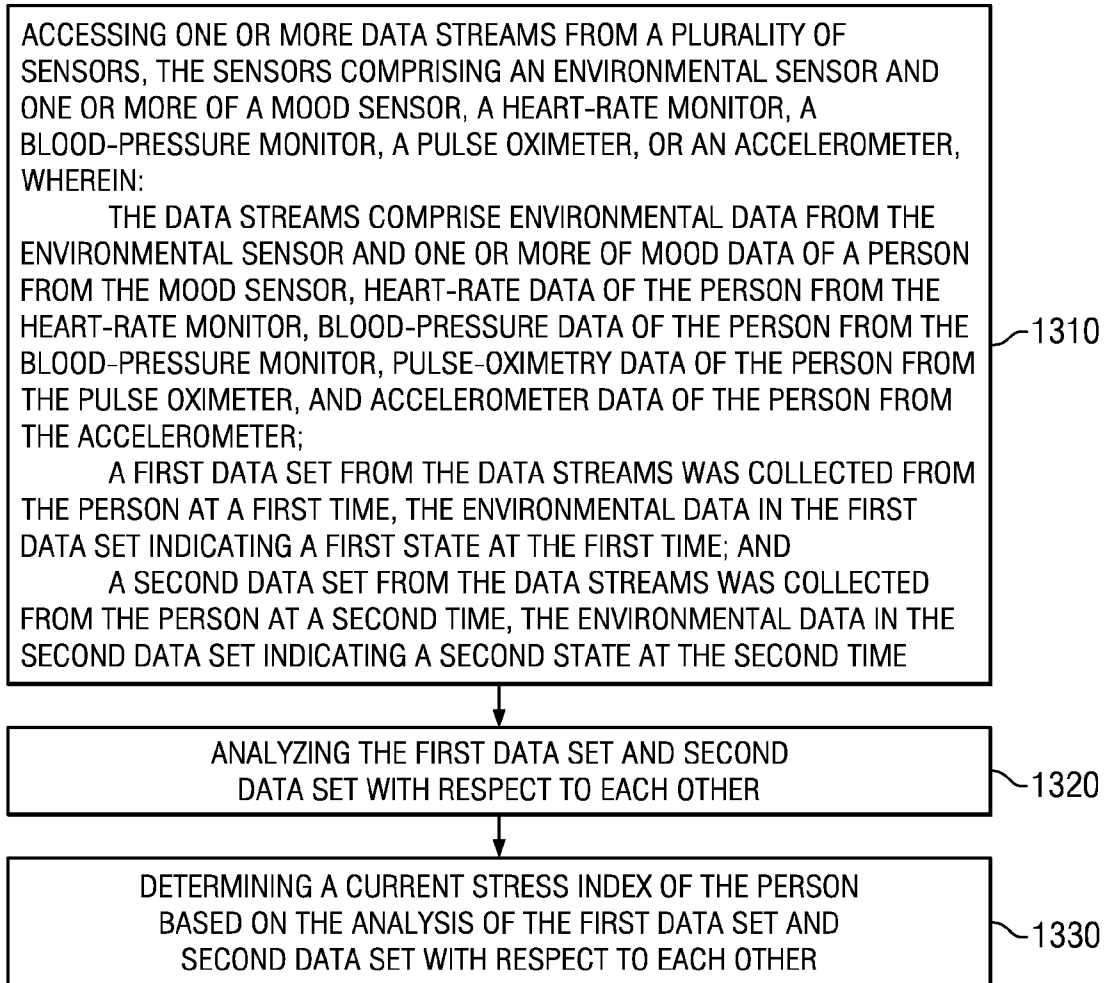 ACCESSING ONE OR MORE DATA STREAMS FROM A PLURALITY OF
SENSORS, THE SENSORS COMPRISING AN ENVIRONMENTAL SENSOR AND
ONE OR MORE OF A MOOD SENSOR, A HEART-RATE MONITOR, A
BLOOD-PRESSURE MONITOR, A PULSE OXIMETER, OR AN ACCELEROMETER,
WHEREIN:
THE DATA STREAMS COMPRISE ENVIRONMENTAL DATA FROM THE
ENVIRONMENTAL SENSOR AND ONE OR MORE OF MOOD DATA OF A PERSON
FROM THE MOOD SENSOR, HEART-RATE DATA OF THE PERSON FROM THE
HEART-RATE MONITOR, BLOOD-PRESSURE DATA OF THE PERSON FROM THE
BLOOD-PRESSURE MONITOR, PULSE-OXIMETRY DATA OF THE PERSON FROM
THE PULSE OXIMETER, AND ACCELEROMETER DATA OF THE PERSON FROM
THE ACCELEROMETER;
A FIRST DATA SET FROM THE DATA STREAMS WAS COLLECTED FROM
THE PERSON AT A FIRST TIME, THE ENVIRONMENTAL DATA IN THE FIRST
DATA SET INDICATING A FIRST STATE AT THE FIRST TIME; AND
A SECOND DATA SET FROM THE DATA STREAMS WAS COLLECTED
FROM THE PERSON AT A SECOND TIME, THE ENVIRONMENTAL DATA IN THE
SECOND DATA SET INDICATING A SECOND STATE AT THE SECOND TIME
1310
ANALYZING THE FIRST DATA SET AND SECOND
DATA SET WITH RESPECT TO EACH OTHER
1320
DETERMINING A CURRENT STRESS INDEX OF THE PERSON
BASED ON THE ANALYSIS OF THE FIRST DATA SET AND
SECOND DATA SET WITH RESPECT TO EACH OTHER
1330